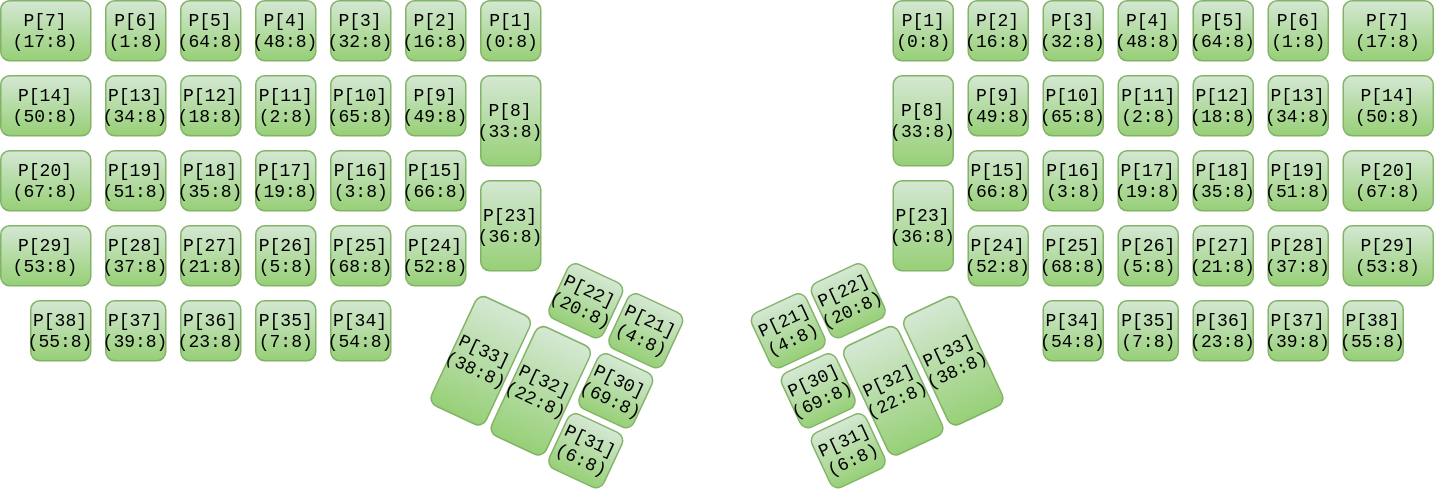 P[7] P[6] P[5] P[4] P[3] P[2] P[1] P[1] P[2] P[3] P[4] P[5] P[6] P[7]
(17:8) (1:8) (64:8) (48:8) (32:8) (16:8) (0:8) (0:8) (16:8) (32:8) (48:8) (64:8) (1:8) (17:8)
P[14] P[13] P[12] P[11] P[10] P[9] P[9] P[10] P[11] P[12] P[13] P[14]
(50:8) (34:8) (18:8) (2:8) (65:8) (49:8) (49:8) (65:8) (2:8) (18:8) (34:8) (50:8)
P[8] P[8]
(33:8) (33:8)
P[20] P[19] P[18] P[17] P[16] P[15] P[15] P[16] P[17] P[18] P[19] P[20]
(67:8) (51:8) (35:8) (19:8) (3:8) (66:8) (66:8) (3:8) (19:8) (35:8) (51:8) (67:8)
P[23] P[23]
(36:8) (36:8)
P[29] P[28] P[27] P[26] P[25] P[24] P[24] P[25] P[26] P[27] P[28] P[29]
(53:8) (37:8) (21:8) (5:8) (68:8) (52:8) (52:8) (68:8) (5:8) (21:8) (37:8) (53:8)
P[22] P[22]
(20:8) (20:8)
P[38] P[37] P[36] P[35] P[34] P[21] P[21] P[34] P[35] P[36] P[37] P[38]
(55:8) (39:8) (23:8) (7:8) (54:8) (4:8) (4:8) (54:8) (7:8) (23:8) (39:8) (55:8)
P[33] P[33]
(38:8) (38:8)
P[32] P[30] P[30] P[32]
(22:8) (69:8) (69:8) (22:8)
P[31] P[31]
(6:8) (6:8)